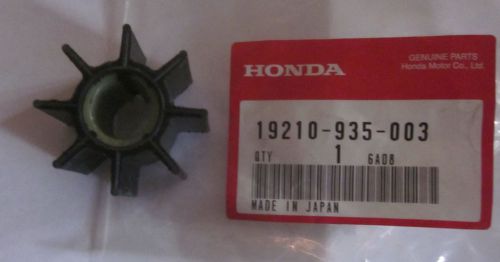 GENUINE PARTS
HONDA
Honda Motor Co., Ltd.
19210-935-003
QTY 1 6A08
MADE IN JAPAN